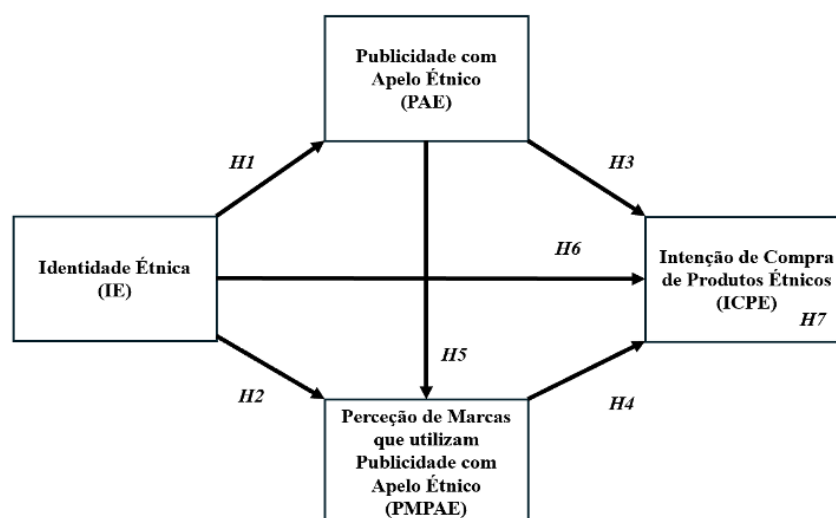 Publicidade com
Apelo Étnico
(PAE)
H1
H3
Identidade Étnica
(IE)
H6
Intenção de Compra
de Produtos Étnicos
(ICPE)
H7
H2
H5
H4
Perceção de Marcas
que utilizam
Publicidade com
Apelo Étnico
(PMPAE)